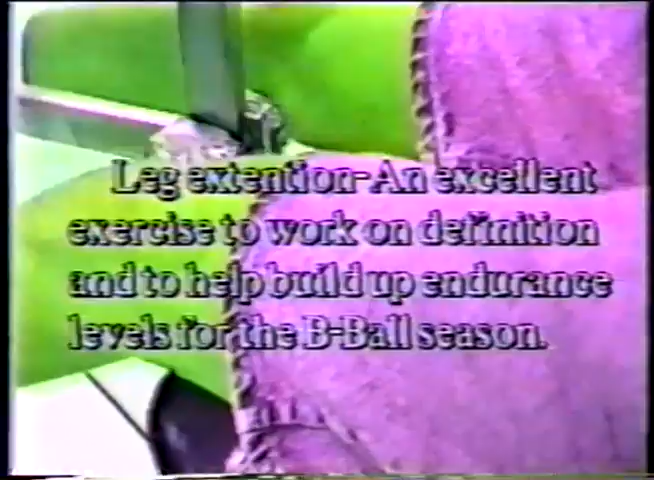 Leg extention-An excellent
exercise to work on definition
and to help build up endurance
levels for the B-Ball season.